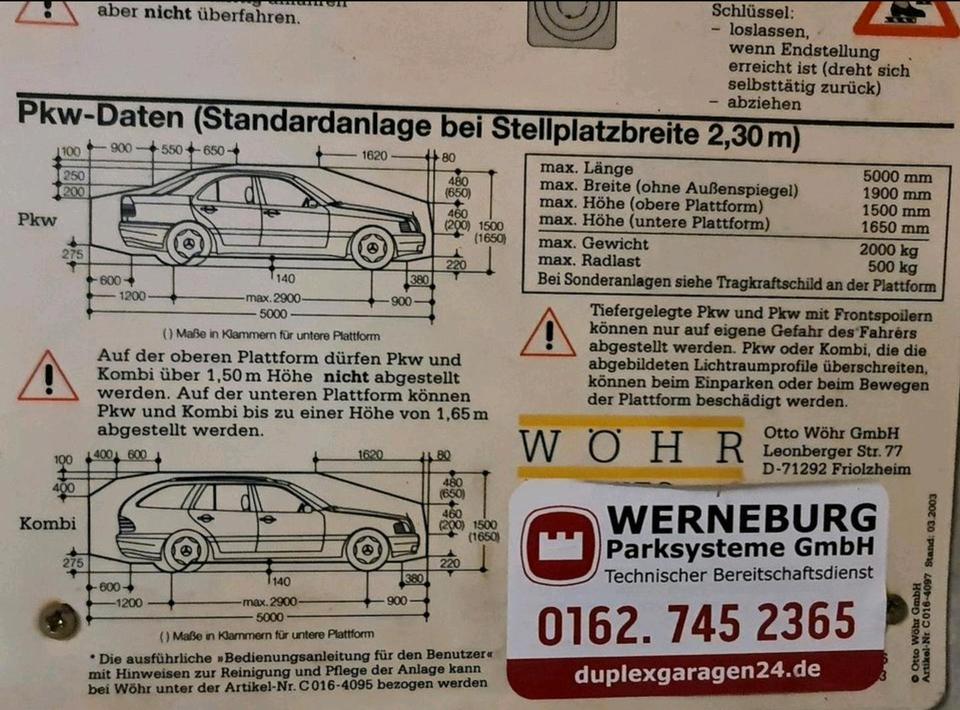 aber nicht überfahren.
Schlüssel:
– loslassen,
wenn Endstellung
erreicht ist (dreht sich
selbsttätig zurück)
– abziehen
Pkw-Daten (Standardanlage bei Stellplatzbreite 2,30 m)
100 900 550 650 1620 80
250
200
480
(650)
460
(200)
1500
(1650)
Pkw
275
220
600 140 380
1200 max. 2900 900
5000
( ) Maße in Klammern für untere Plattform
max. Länge 5000 mm
max. Breite (ohne Außenspiegel) 1900 mm
max. Höhe (obere Plattform) 1500 mm
max. Höhe (untere Plattform) 1650 mm
max. Gewicht 2000 kg
max. Radlast 500 kg
Bei Sonderanlagen siehe Tragkraftschild an der Plattform
Auf der oberen Plattform dürfen Pkw und
Kombi über 1,50 m Höhe nicht abgestellt
werden. Auf der unteren Plattform können
Pkw und Kombi bis zu einer Höhe von 1,65 m
abgestellt werden.
Tiefergelegte Pkw und Pkw mit Frontspoilern
können nur auf eigene Gefahr des Fahrers
abgestellt werden. Pkw oder Kombi, die die
abgebildeten Lichtraumprofile überschreiten,
können beim Einparken oder beim Bewegen
der Plattform beschädigt werden.
WÖHR
Otto Wöhr GmbH
Leonberger Str. 77
D-71292 Friolzheim
100 400 600 1620 80
400
480
(650)
460
(200)
1500
(1650)
Kombi
275
220
600 140 380
1200 max. 2900 900
5000
( ) Maße in Klammern für untere Plattform
* Die ausführliche »Bedienungsanleitung für den Benutzer«
mit Hinweisen zur Reinigung und Pflege der Anlage kann
bei Wöhr unter der Artikel-Nr. C 016-4095 bezogen werden
WERNEBURG
Parksysteme GmbH
Technischer Bereitschaftsdienst
0162. 745 2365
duplexgaragen24.de
© Otto Wöhr GmbH
Artikel-Nr. C 016-4097 Stand: 03.2003